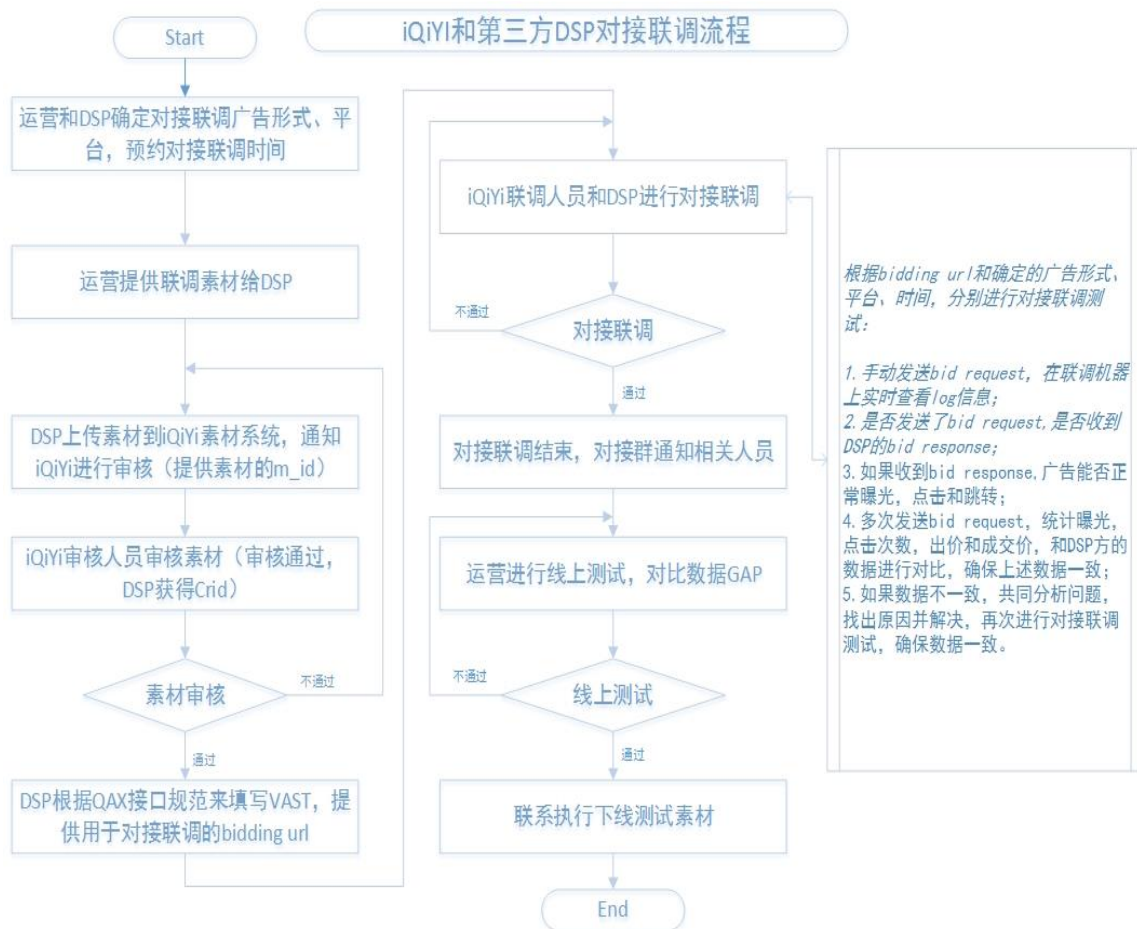 iQiYI和第三方DSP对接联调流程
Start
运营和DSP确定对接联调广告形式、平
台，预约对接联调时间
运营提供联调素材给DSP
DSP上传素材到iQiYi素材系统，通知
iQiYi进行审核（提供素材的m_id）
iQiYi审核人员审核素材（审核通过，
DSP获得Crid）
素材审核
不通过
通过
DSP根据QAX接口规范来填写VAST，提
供用于对接联调的bidding url
iQiYi联调人员和DSP进行对接联调
对接联调
不通过
通过
对接联调结束，对接群通知相关人员
运营进行线上测试，对比数据GAP
线上测试
不通过
通过
联系执行下线测试素材
End
根据bidding url和确定的广告形式、
平台、时间，分别进行对接联调测
试：
1.手动发送bid request，在联调机器
上实时查看log信息；
2.是否发送了bid request,是否收到
DSP的bid response；
3.如果收到bid response,广告能否正
常曝光，点击和跳转；
4.多次发送bid request，统计曝光，
点击次数，出价和成交价，和DSP方的
数据进行对比，确保上述数据一致；
5.如果数据不一致，共同分析问题，
找出原因并解决，再次进行对接联调
测试，确保数据一致。